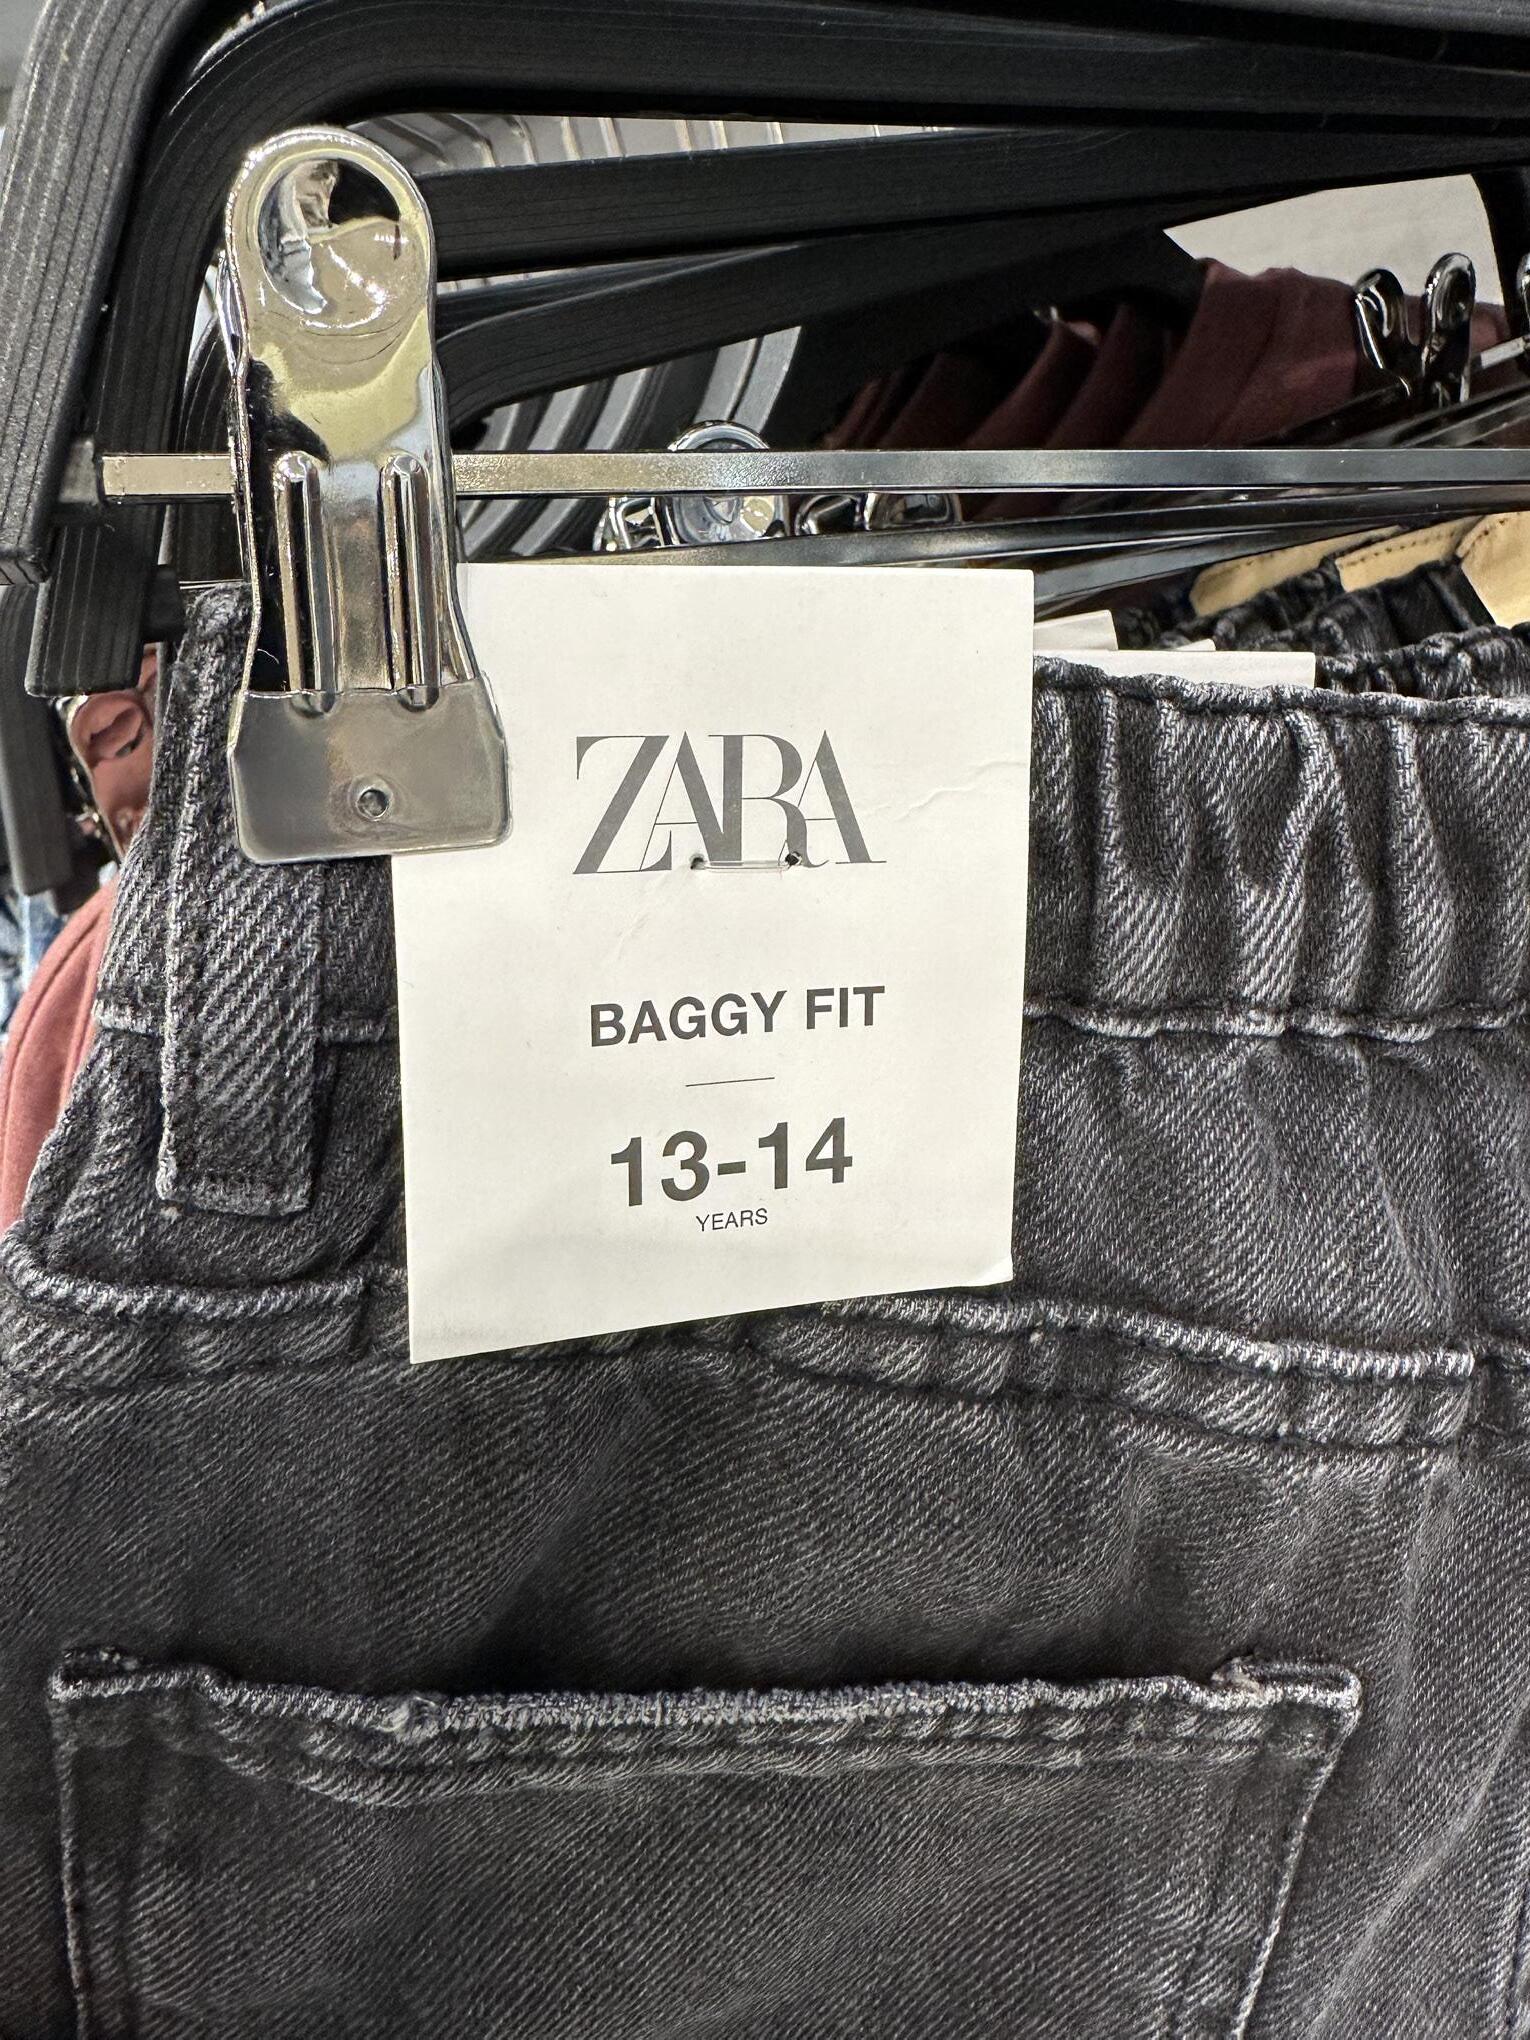 ZARA
BAGGY FIT
13-14
YEARS